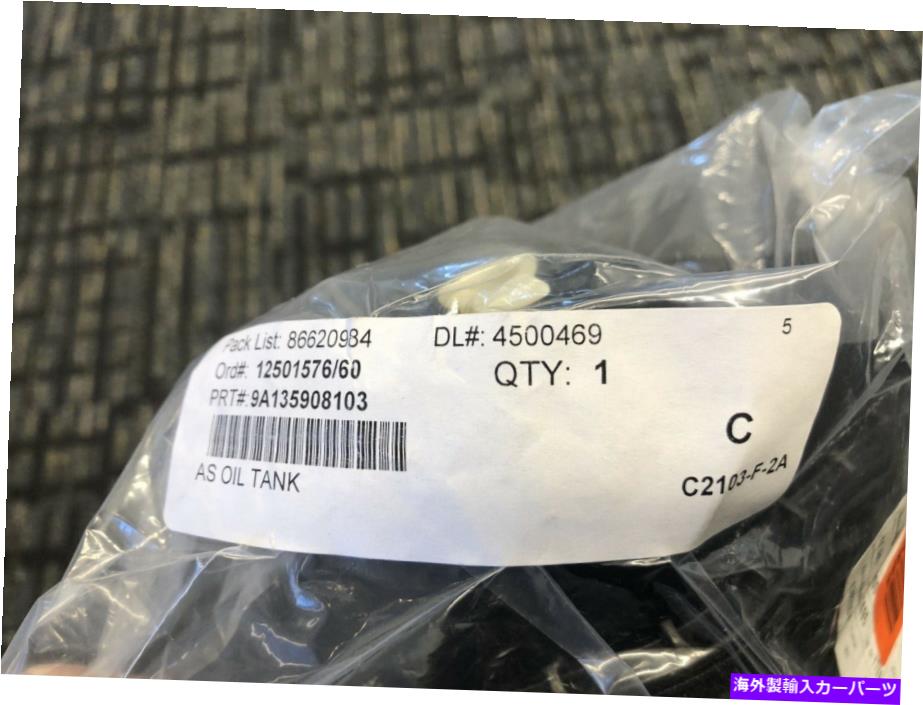 Pack List: 86620984
DL#: 4500469
5
Ord#: 12501576/60
QTY: 1
PRT#:9A135908103
C
AS OIL TANK
C2103-F-2A
海外製輸入カーパーツ